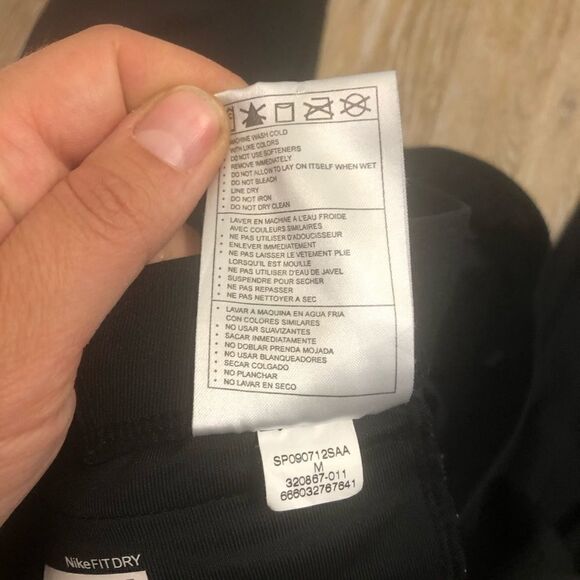 MACHINE WASH COLD
WITH LIKE COLORS
• DO NOT USE SOFTENERS
• REMOVE IMMEDIATELY
• DO NOT ALLOW TO LAY ON ITSELF WHEN WET
• DO NOT BLEACH
• LINE DRY
• DO NOT IRON
• DO NOT DRY CLEAN
• LAVER EN MACHINE A L'EAU FROIDE
AVEC COULEURS SIMILAIRES
• NE PAS UTILISER D'ADOUCISSEUR
• ENLEVER IMMEDIATEMENT
• NE PAS LAISSER LE VETEMENT PLIE
LORSQU'IL EST MOUILLE
• NE PAS UTILISER D'EAU DE JAVEL
• SUSPENDRE POUR SECHER
• NE PAS REPASSER
• NE PAS NETTOYER A SEC
• LAVAR A MAQUINA EN AGUA FRIA
CON COLORES SIMILARES
• NO USAR SUAVIZANTES
• SACAR INMEDIATAMENTE
• NO DOBLAR PRENDA MOJADA
• NO USAR BLANQUEADORES
• SECAR COLGADO
• NO PLANCHAR
• NO LAVAR EN SECO
SP090712SAA
M
320867-011
666032767641
NikeFITDRY